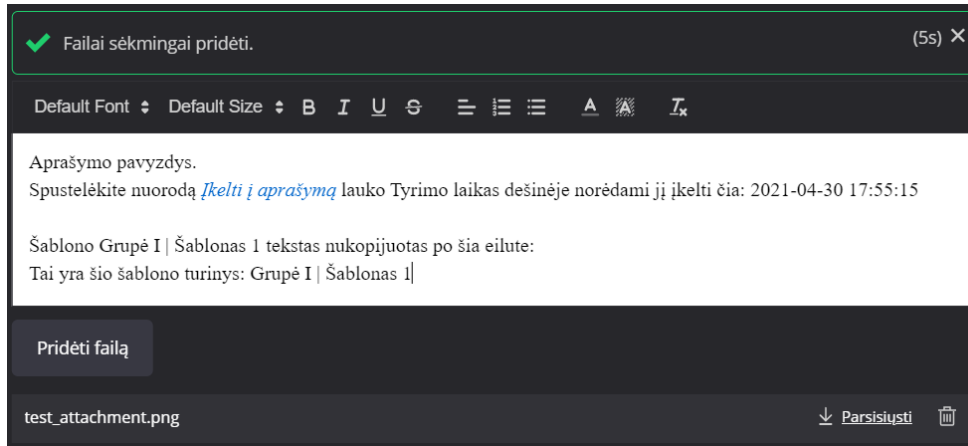 Failai sėkmingai pridėti.
(5s)
Default Font Default Size B I U S A A Tx
Aprašymo pavyzdys.
Spustelėkite nuorodą Įkelti į aprašymą lauko Tyrimo laikas dešinėje norėdami jį įkelti čia: 2021-04-30 17:55:15
Šablono Grupė I | Šablonas 1 tekstas nukopijuotas po šia eilute:
Tai yra šio šablono turinys: Grupė I | Šablonas 1
Pridėti failą
test_attachment.png
Parsisiųsti